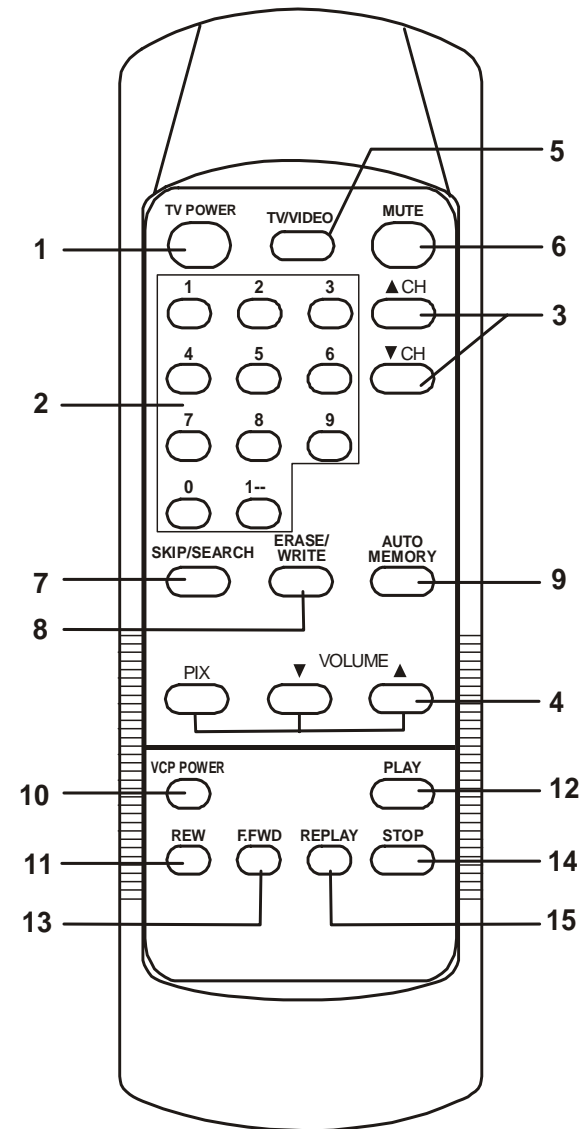 5
TV POWER TV/VIDEO MUTE
1 6
1 2 3 ▲CH
3
4 5 6 ▼CH
2
7 8 9
0 1--
SKIP/SEARCH ERASE/ AUTO
WRITE MEMORY
7 9
8
PIX ▼ VOLUME ▲
4
VCP POWER PLAY
10 12
REW F.FWD REPLAY STOP
11 14
13 15